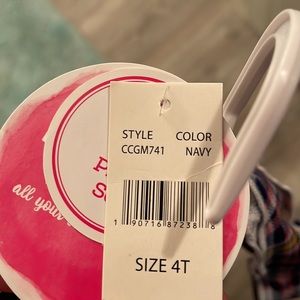 STYLE COLOR
CCGM741 NAVY
all your
1 90716 87238 8
SIZE 4T